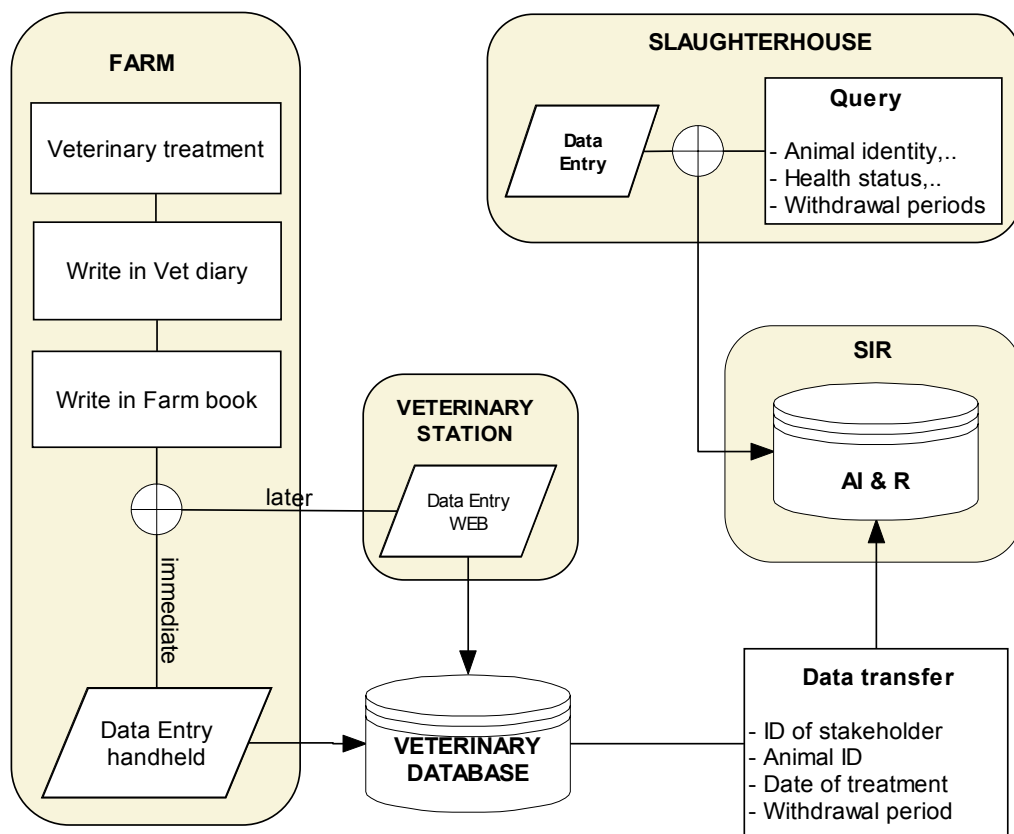 FARM
Veterinary treatment
Write in Vet diary
Write in Farm book
later
immediate
Data Entry
handheld
VETERINARY
STATION
Data Entry
WEB
VETERINARY
DATABASE
SLAUGHTERHOUSE
Data
Entry
Query
- Animal identity,..
- Health status,..
- Withdrawal periods
SIR
AI & R
Data transfer
- ID of stakeholder
- Animal ID
- Date of treatment
- Withdrawal period